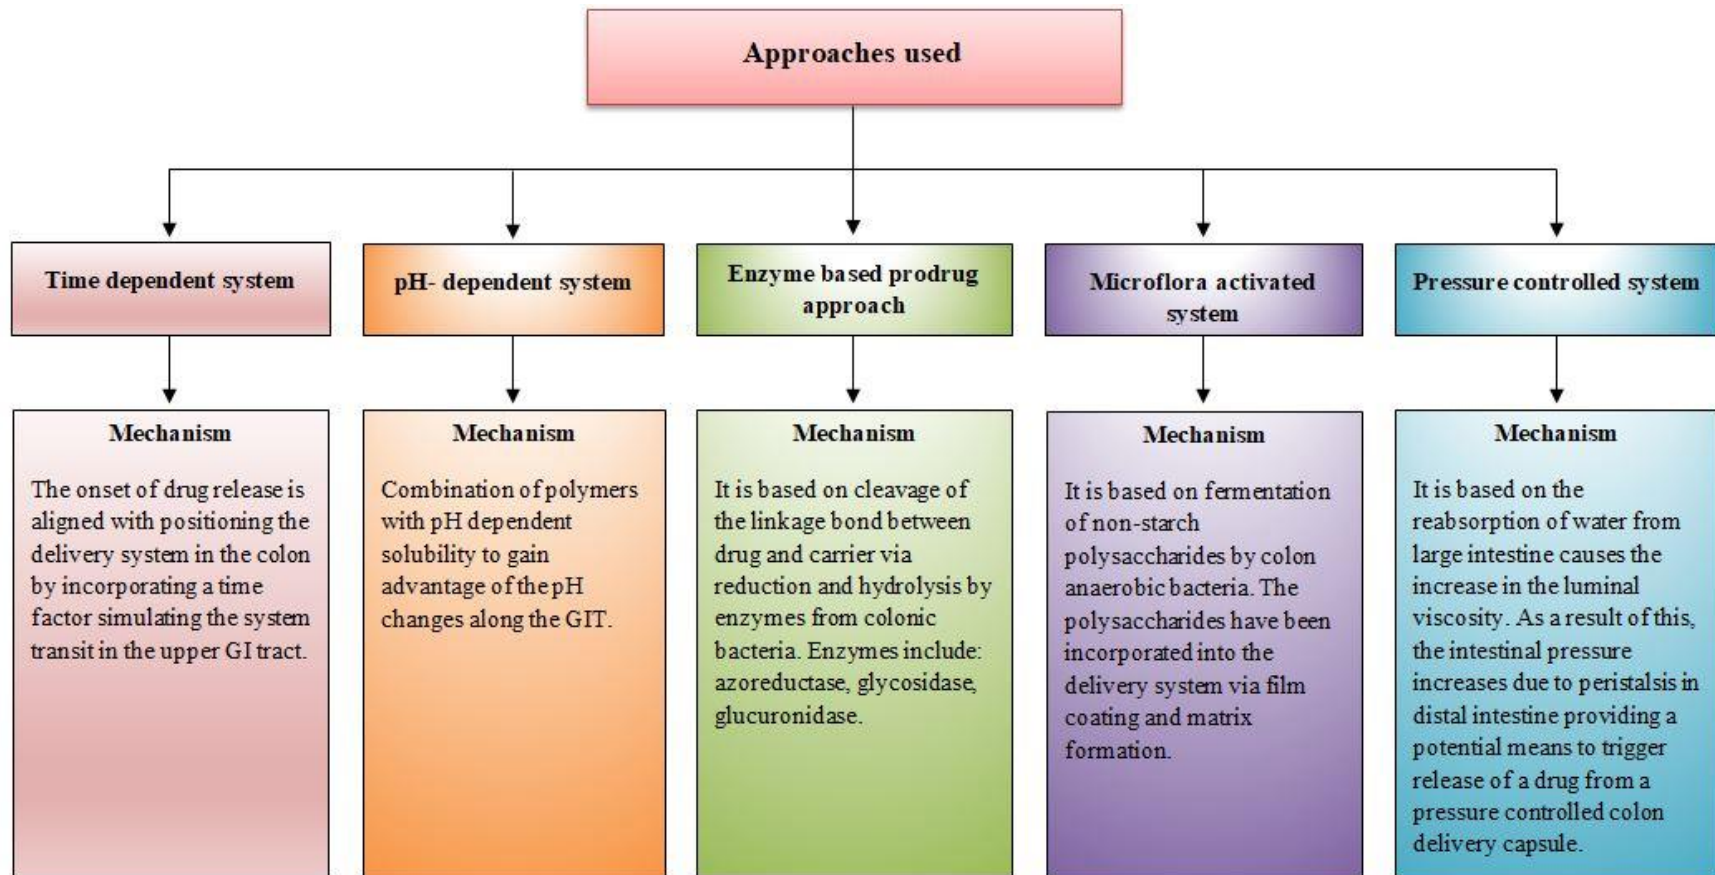 Approaches used
Time dependent system
pH- dependent system
Enzyme based prodrug
approach
Microflora activated
system
Pressure controlled system
Mechanism
The onset of drug release is
aligned with positioning the
delivery system in the colon
by incorporating a time
factor simulating the system
transit in the upper GI tract.
Mechanism
Combination of polymers
with pH dependent
solubility to gain
advantage of the pH
changes along the GIT.
Mechanism
It is based on cleavage of
the linkage bond between
drug and carrier via
reduction and hydrolysis by
enzymes from colonic
bacteria. Enzymes include:
azoreductase, glycosidase,
glucuronidase.
Mechanism
It is based on fermentation
of non-starch
polysaccharides by colon
anaerobic bacteria. The
polysaccharides have been
incorporated into the
delivery system via film
coating and matrix
formation.
Mechanism
It is based on the
reabsorption of water from
large intestine causes the
increase in the luminal
viscosity. As a result of this,
the intestinal pressure
increases due to peristalsis in
distal intestine providing a
potential means to trigger
release of a drug from a
pressure controlled colon
delivery capsule.